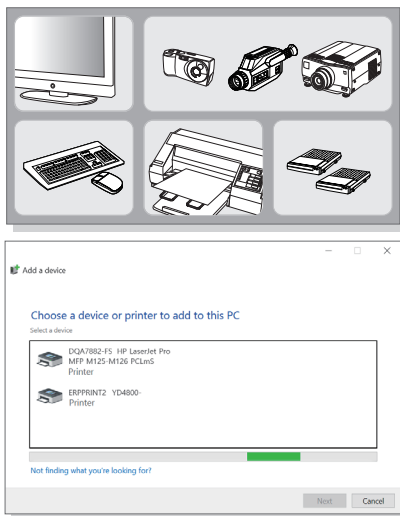 Add a device
Choose a device or printer to add to this PC
Select a device
DQA7882-FS HP LaserJet Pro
MFP M125-M126 PCLmS
Printer
ERPPRINT2 YD4800-
Printer
Not finding what you're looking for?
Next Cancel